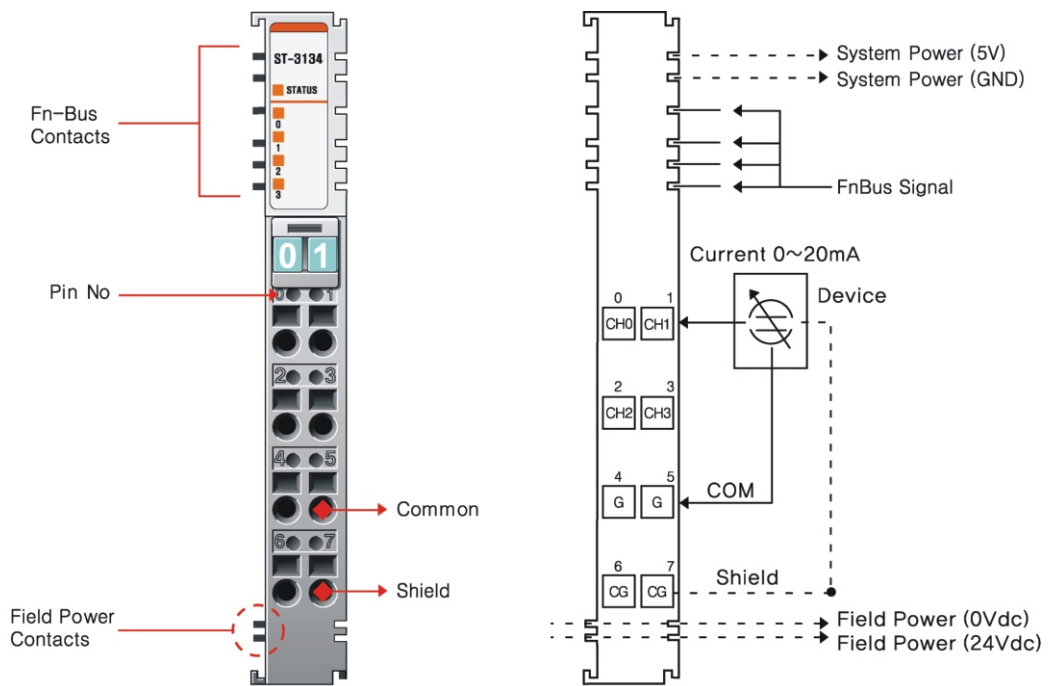 ST-3134
STATUS
0
1
2
3
Fn-Bus
Contacts
01
Pin No
0 1
2 3
4 5
Common
6 7
Shield
Field Power
Contacts
System Power (5V)
System Power (GND)
FnBus Signal
Current 0~20mA
Device
0 1
CH0 CH1
2 3
CH2 CH3
4 5
G G
COM
6 7
CG CG
Shield
Field Power (0Vdc)
Field Power (24Vdc)